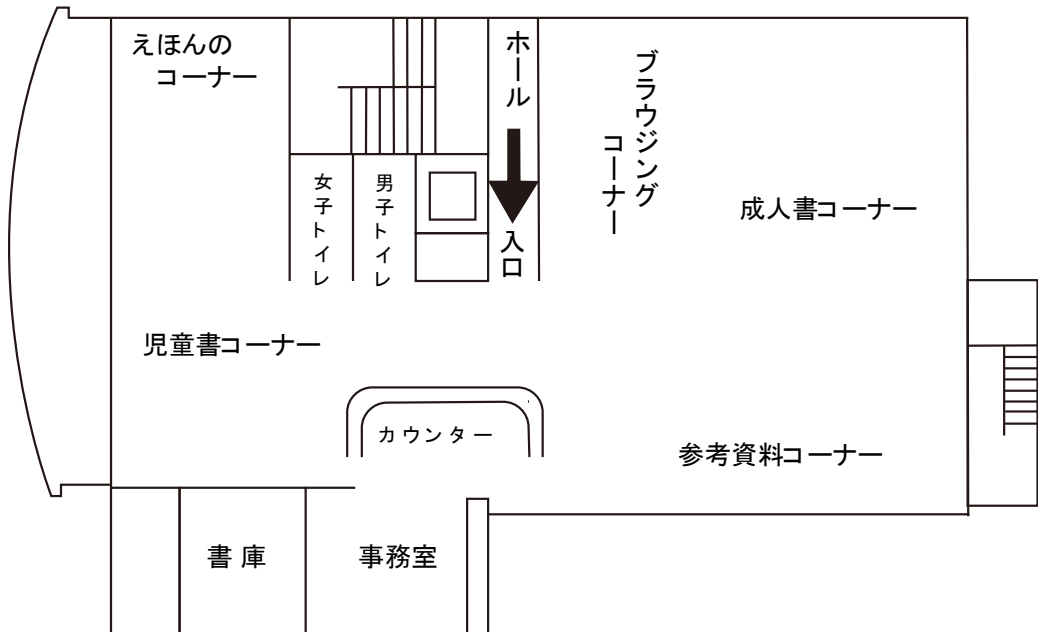 えほんの
コーナー
ホール
入口
ブラウジング
コーナー
成人書コーナー
女子トイレ
男子トイレ
児童書コーナー
カウンター
参考資料コーナー
書庫
事務室